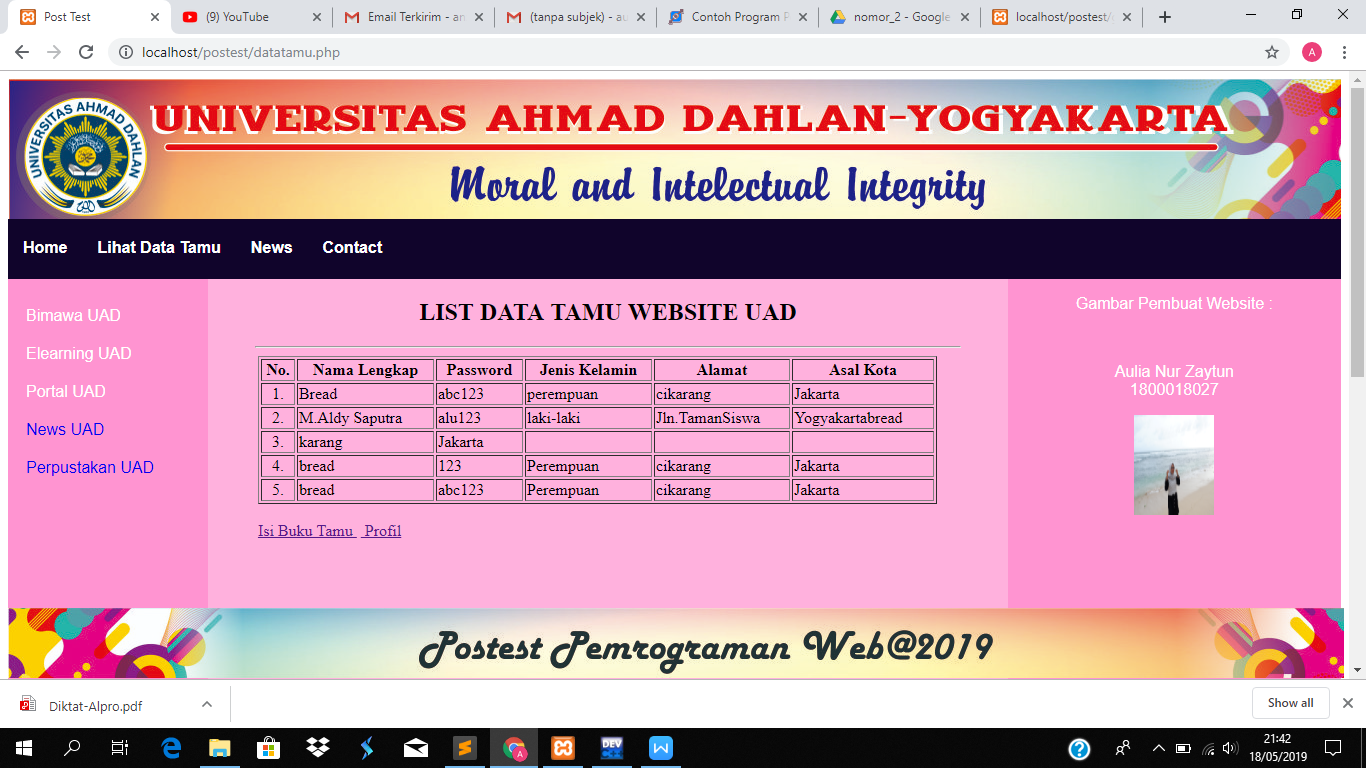 Post Test
(9) YouTube
Email Terkirim - an
(tanpa subjek) - au
Contoh Program P
nomor_2 - Google
localhost/postest/
localhost/postest/datatamu.php
A
UNIVERSITAS AHMAD DAHLAN
UNIVERSITAS AHMAD DAHLAN-YOGYAKARTA
Moral and Intelectual Integrity
Home Lihat Data Tamu News Contact
Bimawa UAD
Elearning UAD
Portal UAD
News UAD
Perpustakan UAD
LIST DATA TAMU WEBSITE UAD
No. Nama Lengkap Password Jenis Kelamin Alamat Asal Kota
1. Bread abc123 perempuan cikarang Jakarta
2. M.Aldy Saputra alu123 laki-laki Jln.TamanSiswa Yogyakartabread
3. karang Jakarta
4. bread 123 Perempuan cikarang Jakarta
5. bread abc123 Perempuan cikarang Jakarta
Isi Buku Tamu Profil
Gambar Pembuat Website :
Aulia Nur Zaytun
1800018027
Postest Pemrograman Web@2019
Diktat-Alpro.pdf
Show all
DEV
A
W
21:42
18/05/2019